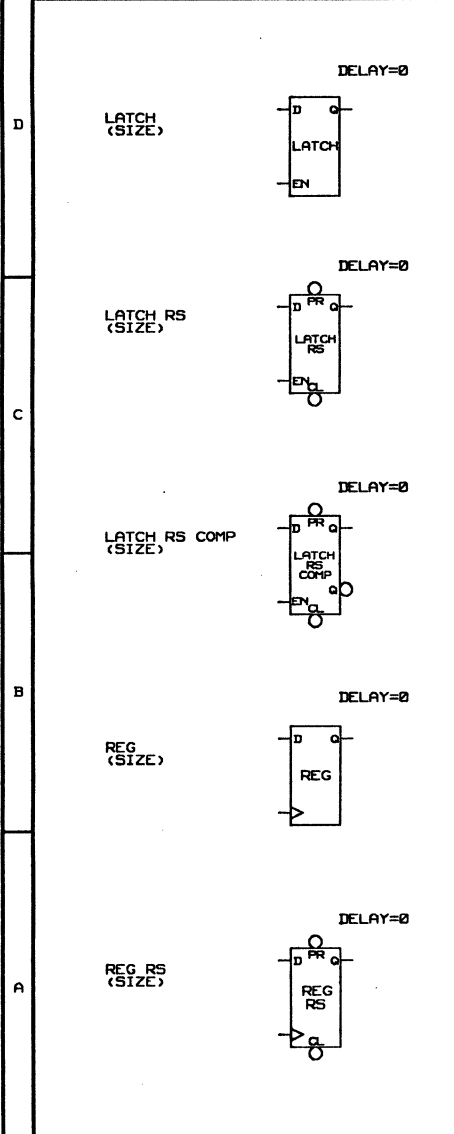 DELAY=0
D
LATCH
(SIZE)
D Q
LATCH
EN
DELAY=0
LATCH RS
(SIZE)
PR
D Q
LATCH
RS
EN
CL
C
DELAY=0
LATCH RS COMP
(SIZE)
PR
D Q
LATCH
RS
COMP
Q
EN
CL
B
DELAY=0
REG
(SIZE)
D Q
REG
DELAY=0
REG RS
(SIZE)
PR
D Q
REG
RS
CL
A